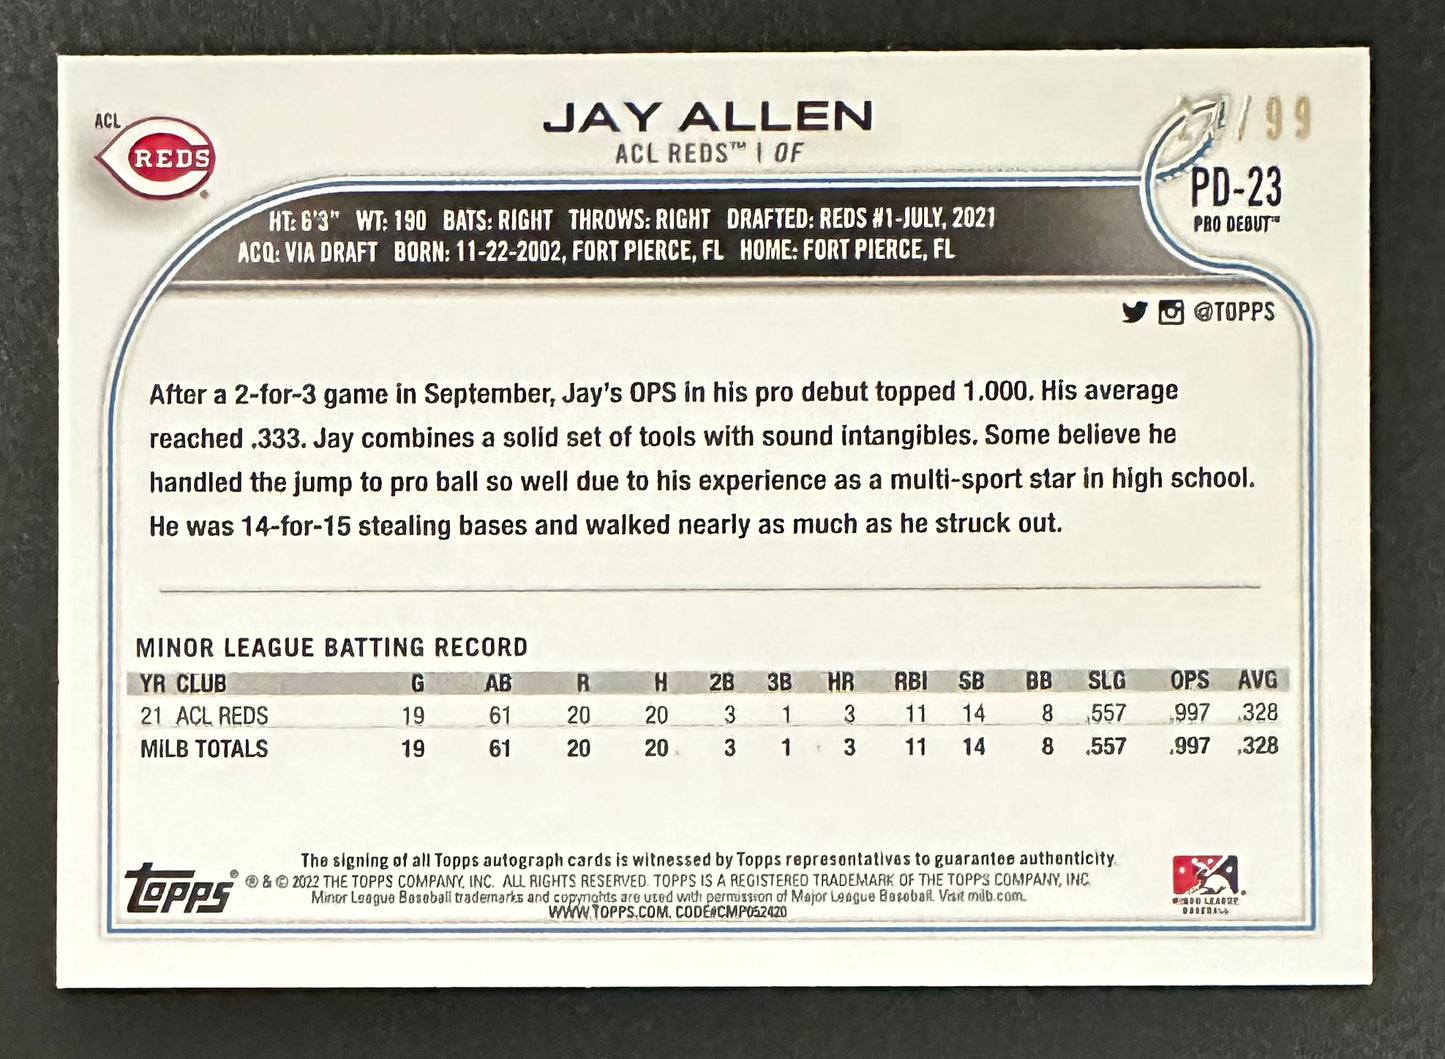 ACL
REDS
JAY ALLEN
ACL REDS™ | OF
/99
PD-23
PRO DEBUT™
HT: 6'3" WT: 190 BATS: RIGHT THROWS: RIGHT DRAFTED: REDS #1-JULY, 2021
ACQ: VIA DRAFT BORN: 11-22-2002, FORT PIERCE, FL HOME: FORT PIERCE, FL
@TOPPS
After a 2-for-3 game in September, Jay's OPS in his pro debut topped 1.000. His average
reached .333. Jay combines a solid set of tools with sound intangibles. Some believe he
handled the jump to pro ball so well due to his experience as a multi-sport star in high school.
He was 14-for-15 stealing bases and walked nearly as much as he struck out.
MINOR LEAGUE BATTING RECORD
YR CLUB G AB R H 2B 3B HR RBI SB BB SLG OPS AVG
21 ACL REDS 19 61 20 20 3 1 3 11 14 8 .557 .997 .328
MILB TOTALS 19 61 20 20 3 1 3 11 14 8 .557 .997 .328
The signing of all Topps autograph cards is witnessed by Topps representatives to guarantee authenticity.
Topps® ® & © 2022 THE TOPPS COMPANY, INC. ALL RIGHTS RESERVED. TOPPS IS A REGISTERED TRADEMARK OF THE TOPPS COMPANY, INC.
Minor League Baseball trademarks and copyrights are used with permission of Major League Baseball. Visit milb.com.
WWW.TOPPS.COM. CODE#CMP052420
MINOR LEAGUE
BASEBALL